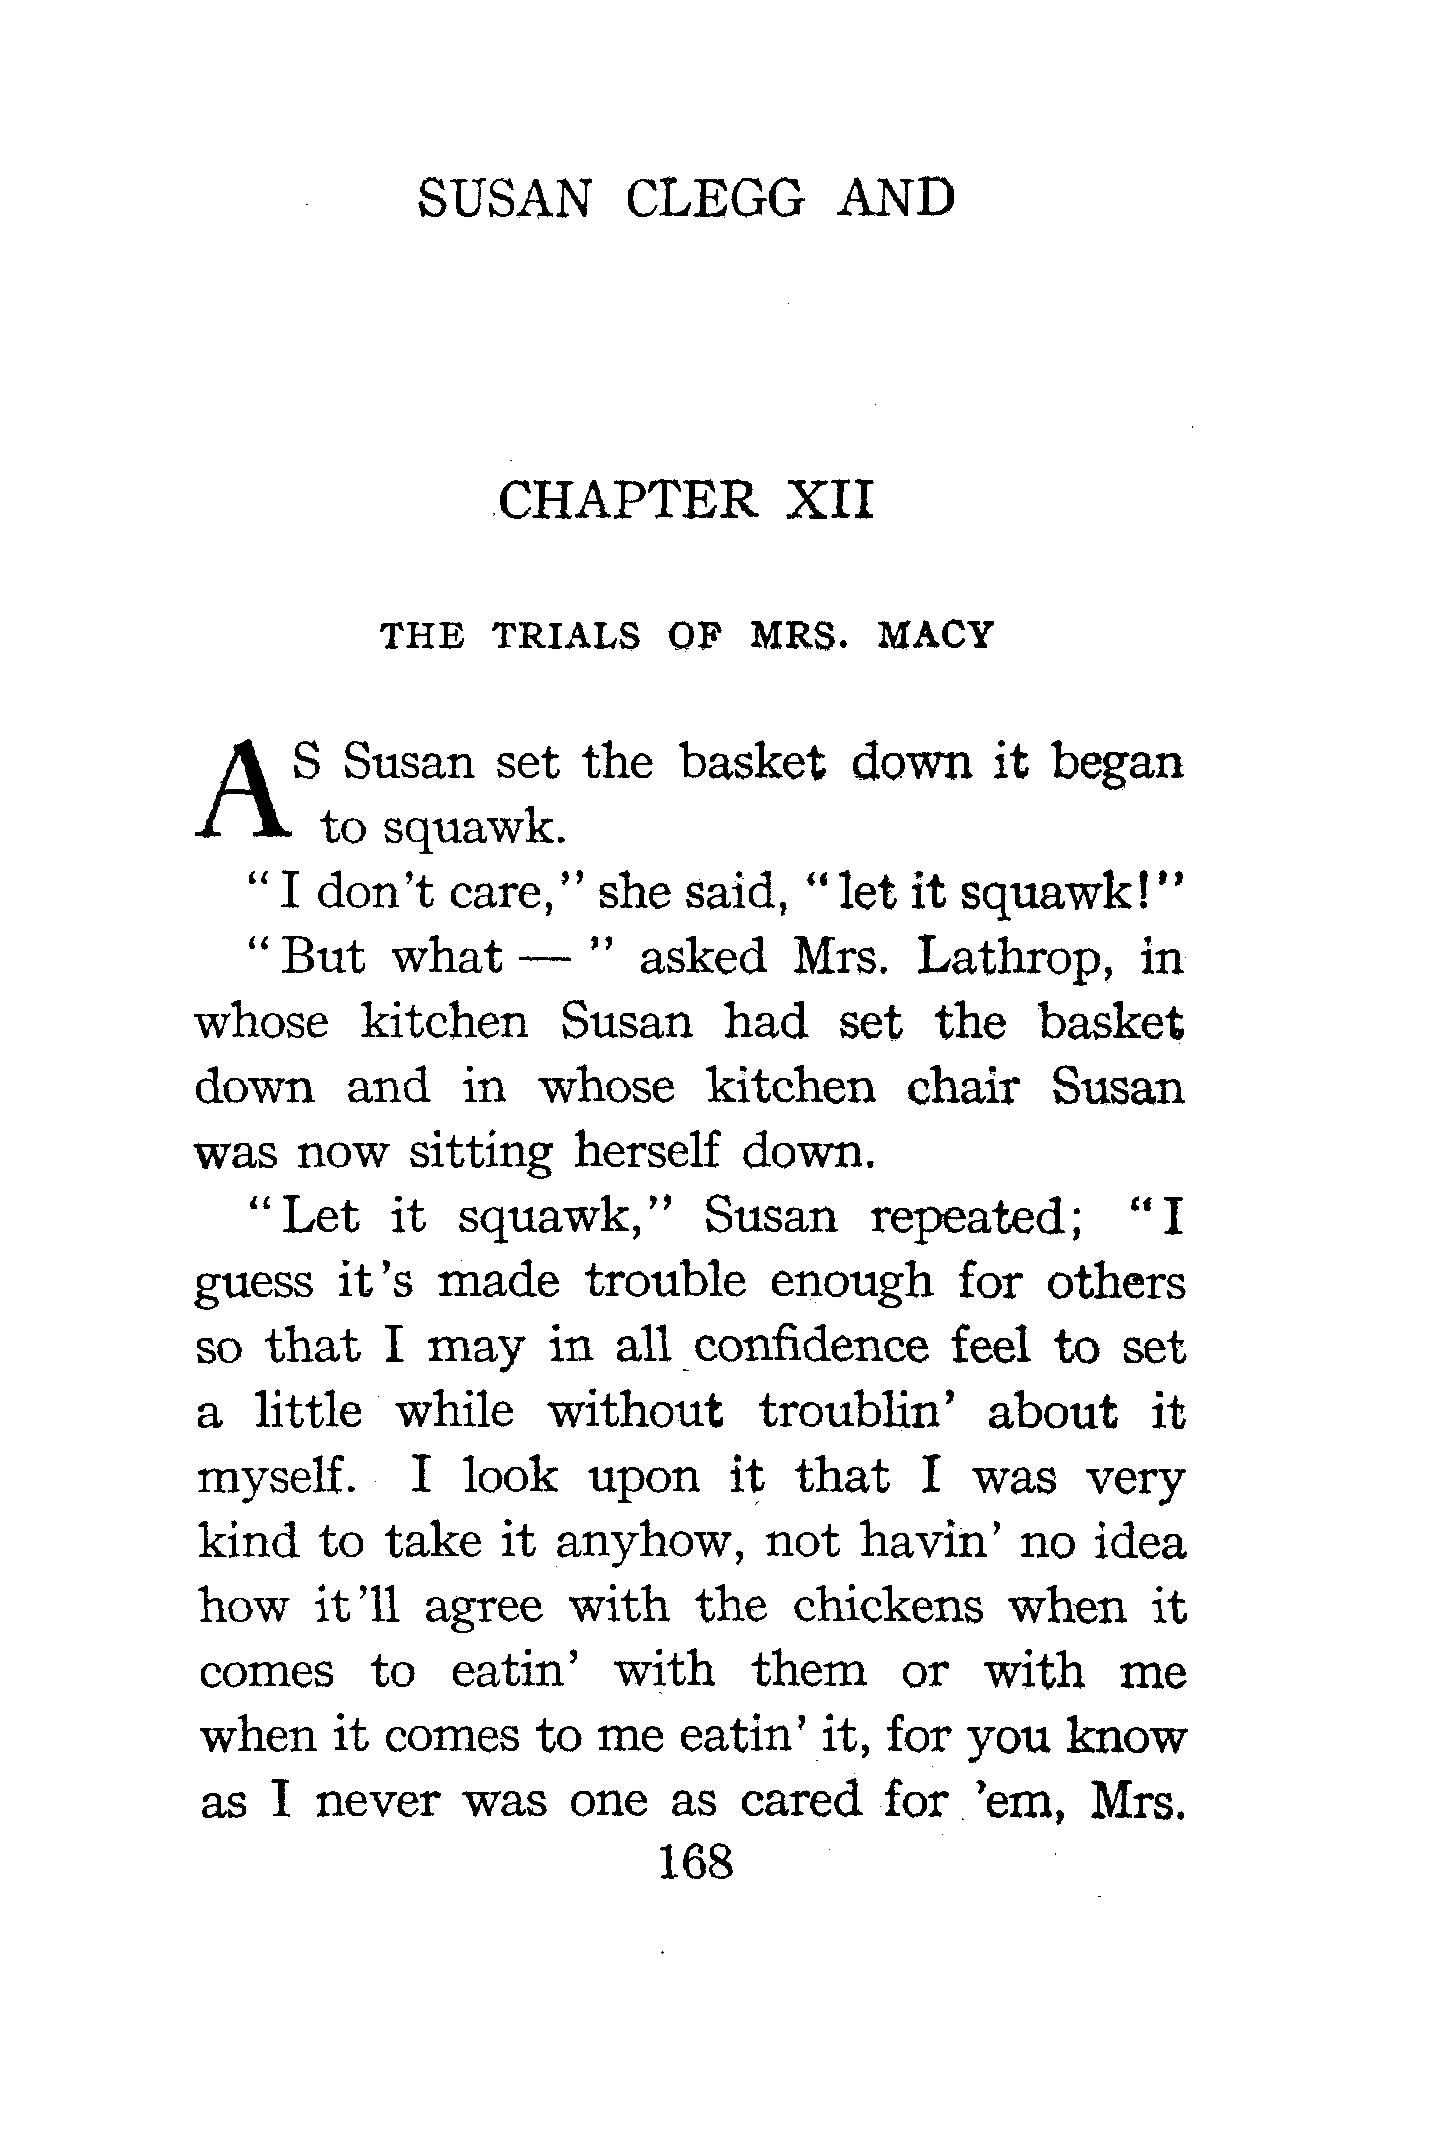 SUSAN CLEGG AND
CHAPTER XII
THE TRIALS OF MRS. MACY
AS Susan set the basket down it began
to squawk.
"I don't care," she said, "let it squawk!"
"But what — " asked Mrs. Lathrop, in
whose kitchen Susan had set the basket
down and in whose kitchen chair Susan
was now sitting herself down.
"Let it squawk," Susan repeated; "I
guess it's made trouble enough for others
so that I may in all confidence feel to set
a little while without troublin' about it
myself. I look upon it that I was very
kind to take it anyhow, not havin' no idea
how it'll agree with the chickens when it
comes to eatin' with them or with me
when it comes to me eatin' it, for you know
as I never was one as cared for 'em, Mrs.
168